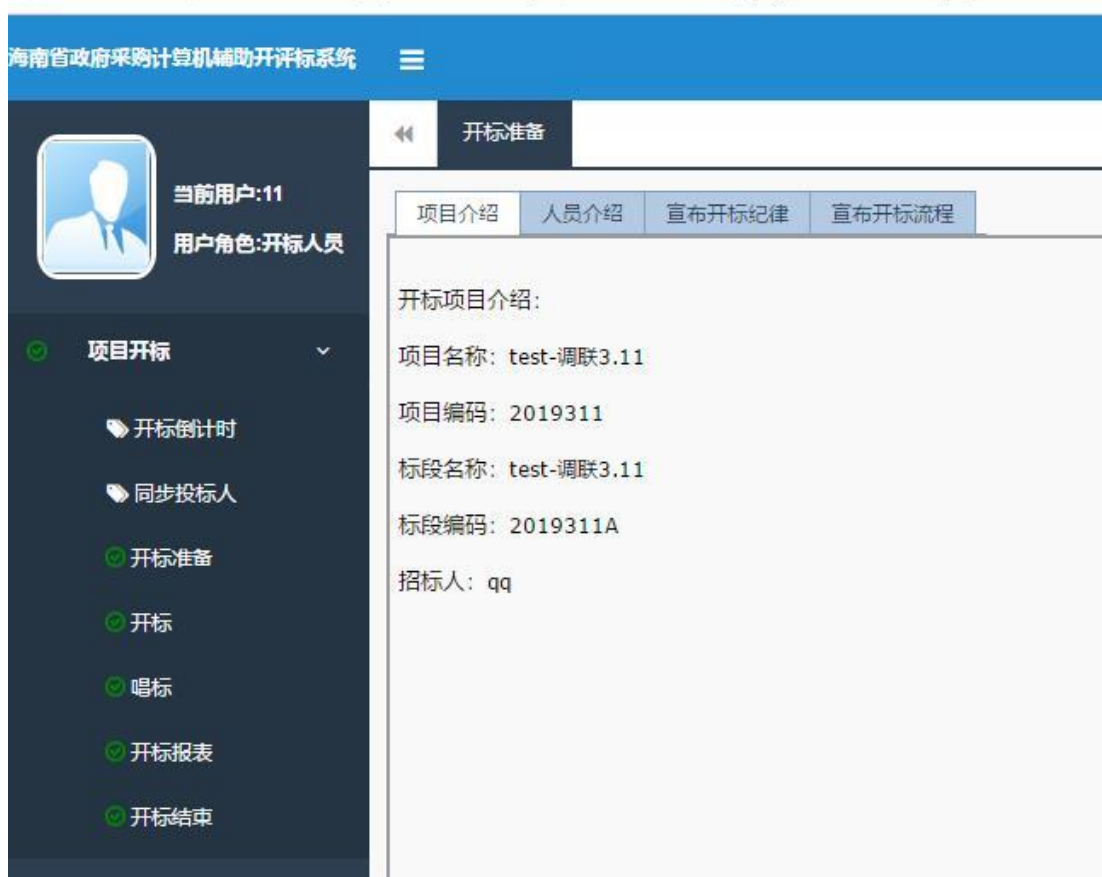 海南省政府采购计算机辅助开评标系统
当前用户:11
用户角色:开标人员
项目开标
开标倒计时
同步投标人
开标准备
开标
唱标
开标报表
开标结束
开标准备
项目介绍 人员介绍 宣布开标纪律 宣布开标流程
开标项目介绍:
项目名称: test-调联3.11
项目编码: 2019311
标段名称: test-调联3.11
标段编码: 2019311A
招标人: qq